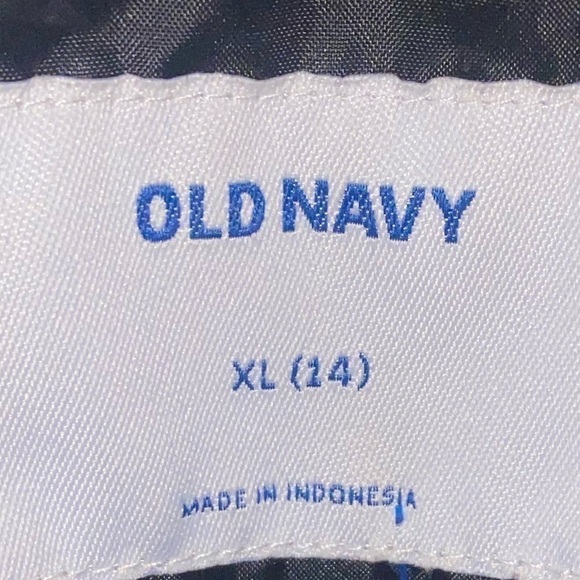 OLD NAVY
XL (14)
MADE IN INDONESIA